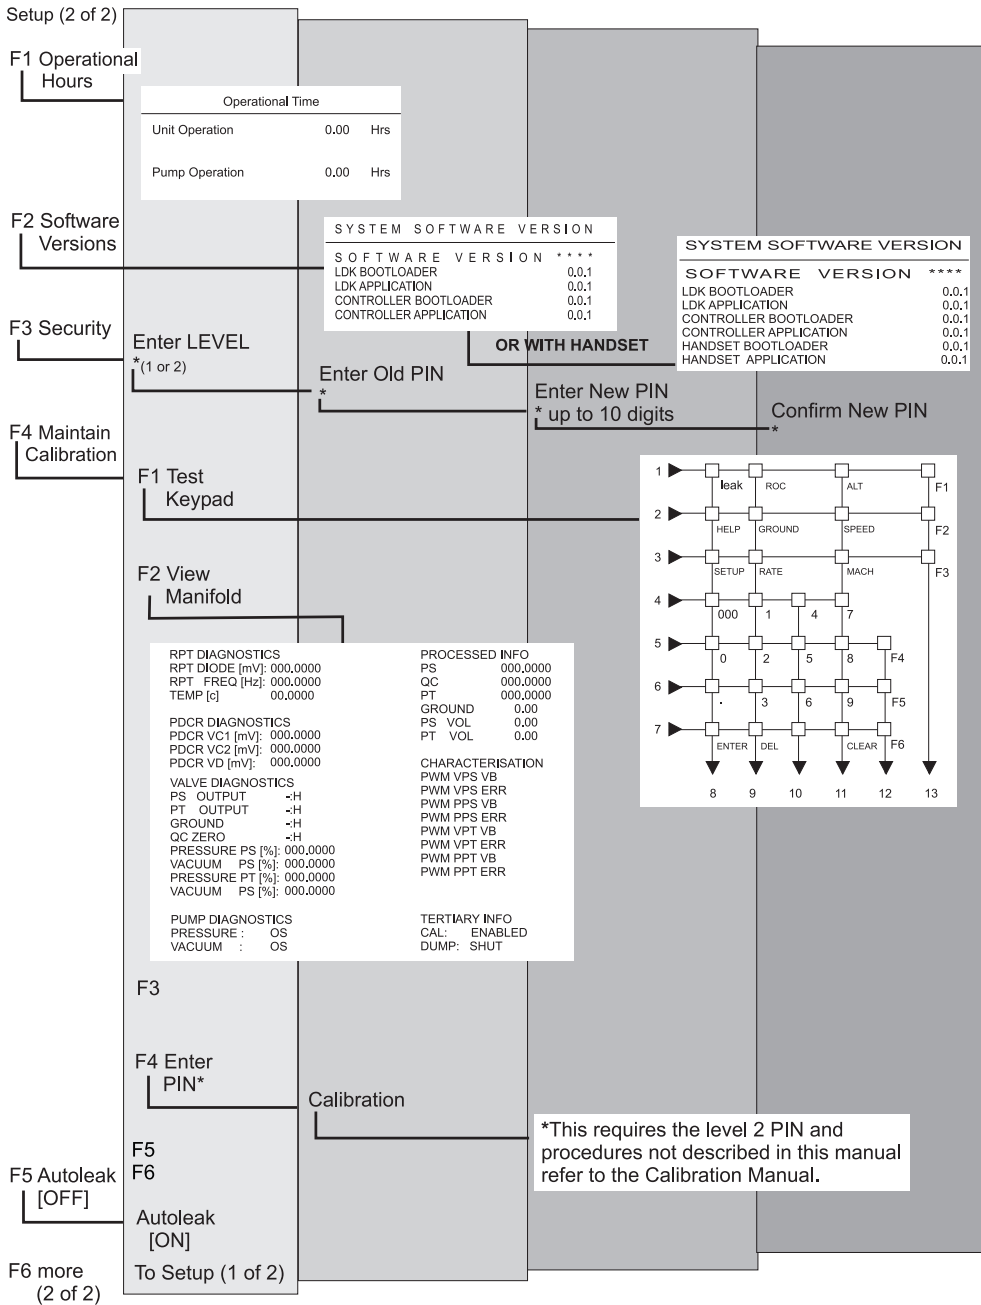 Setup (2 of 2)
F1 Operational
Hours
Operational Time
Unit Operation 0.00 Hrs
Pump Operation 0.00 Hrs
F2 Software
Versions
SYSTEM SOFTWARE VERSION
SOFTWARE VERSION ****
LDK BOOTLOADER 0.0.1
LDK APPLICATION 0.0.1
CONTROLLER BOOTLOADER 0.0.1
CONTROLLER APPLICATION 0.0.1
OR WITH HANDSET
SYSTEM SOFTWARE VERSION
SOFTWARE VERSION ****
LDK BOOTLOADER 0.0.1
LDK APPLICATION 0.0.1
CONTROLLER BOOTLOADER 0.0.1
CONTROLLER APPLICATION 0.0.1
HANDSET BOOTLOADER 0.0.1
HANDSET APPLICATION 0.0.1
F3 Security
Enter LEVEL
*(1 or 2)
Enter Old PIN
*
Enter New PIN
* up to 10 digits
Confirm New PIN
*
F4 Maintain
Calibration
F1 Test
Keypad
1
leak ROC ALT F1
2
HELP GROUND SPEED F2
3
SETUP RATE MACH F3
4
000 1 4 7
5
0 2 5 8 F4
6
. 3 6 9 F5
7
ENTER DEL CLEAR F6
8 9 10 11 12 13
F2 View
Manifold
RPT DIAGNOSTICS
RPT DIODE [mV]: 000.0000
RPT FREQ [Hz]: 000.0000
TEMP [c] 00.0000
PDCR DIAGNOSTICS
PDCR VC1 [mV]: 000.0000
PDCR VC2 [mV]: 000.0000
PDCR VD [mV]: 000.0000
VALVE DIAGNOSTICS
PS OUTPUT -:H
PT OUTPUT -:H
GROUND -:H
QC ZERO -:H
PRESSURE PS [%]: 000.0000
VACUUM PS [%]: 000.0000
PRESSURE PT [%]: 000.0000
VACUUM PS [%]: 000.0000
PUMP DIAGNOSTICS
PRESSURE : OS
VACUUM : OS
PROCESSED INFO
PS 000.0000
QC 000.0000
PT 000.0000
GROUND 0.00
PS VOL 0.00
PT VOL 0.00
CHARACTERISATION
PWM VPS VB
PWM VPS ERR
PWM PPS VB
PWM PPS ERR
PWM VPT VB
PWM VPT ERR
PWM PPT VB
PWM PPT ERR
TERTIARY INFO
CAL: ENABLED
DUMP: SHUT
F3
F4 Enter
PIN*
Calibration
*This requires the level 2 PIN and
procedures not described in this manual
refer to the Calibration Manual.
F5
F6
F5 Autoleak
[OFF]
Autoleak
[ON]
F6 more
(2 of 2)
To Setup (1 of 2)